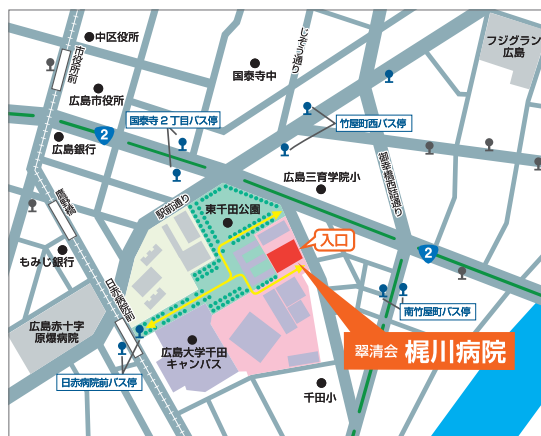 中区役所
市役所前
国泰寺中
じぞう通り
フジグラン
広島
広島市役所
国泰寺2丁目バス停
竹屋町西バス停
2
広島銀行
御幸橋西詰通り
広島三育学院小
鷹野橋
駅前通り
東千田公園
入口
もみじ銀行
日赤病院前
2
南竹屋町バス停
広島赤十字
原爆病院
広島大学千田
キャンパス
翠清会 梶川病院
日赤病院前バス停
千田小